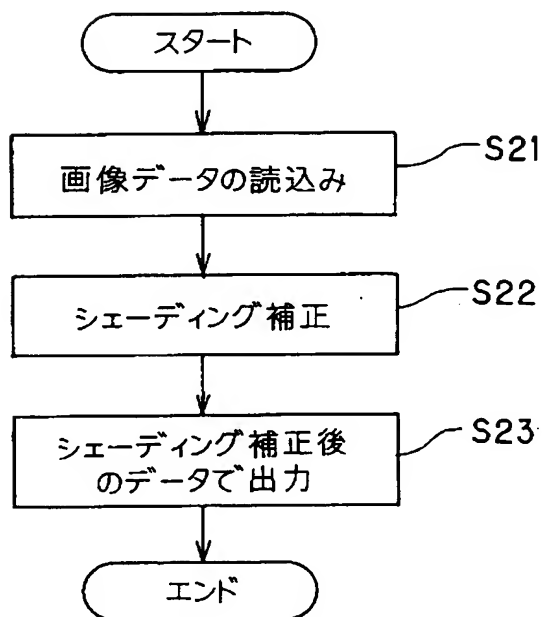 スタート
画像データの読込み
S21
シェーディング補正
S22
シェーディング補正後
のデータで出力
S23
エンド